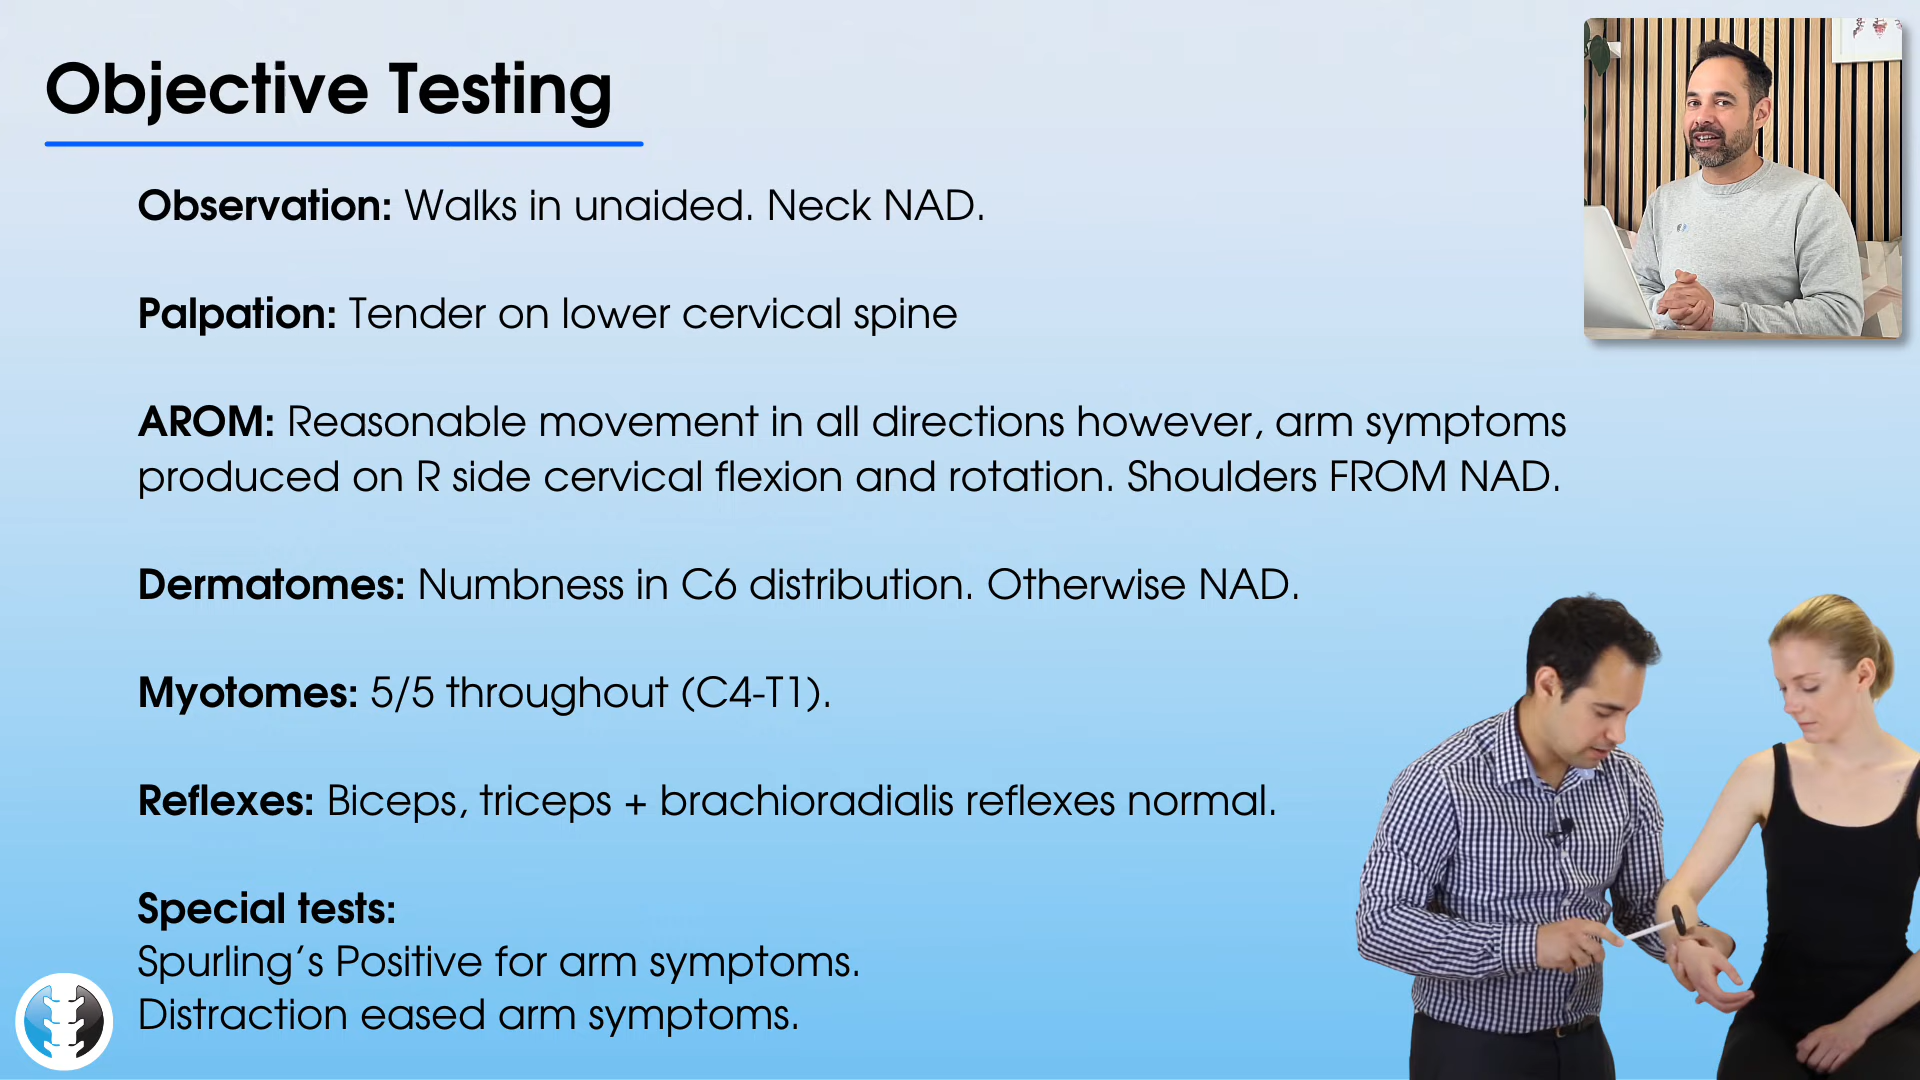 Objective Testing
Observation: Walks in unaided. Neck NAD.
Palpation: Tender on lower cervical spine
AROM: Reasonable movement in all directions however, arm symptoms
produced on R side cervical flexion and rotation. Shoulders FROM NAD.
Dermatomes: Numbness in C6 distribution. Otherwise NAD.
Myotomes: 5/5 throughout (C4-T1).
Reflexes: Biceps, triceps + brachioradialis reflexes normal.
Special tests:
Spurling’s Positive for arm symptoms.
Distraction eased arm symptoms.